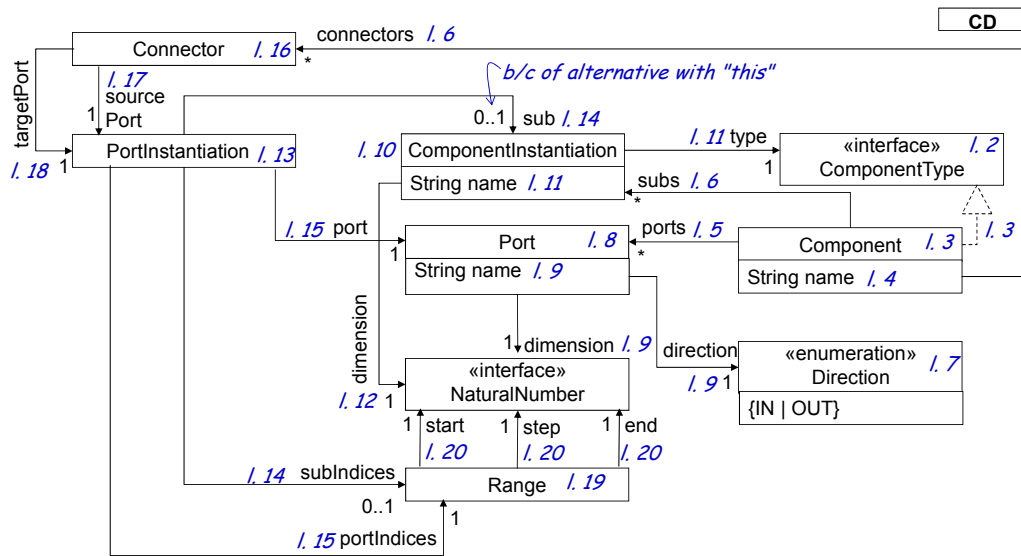 CD
connectors l. 6
*
Connector l. 16
b/c of alternative with "this"
targetPort
l. 17
source
Port
1
0..1 sub l. 14
l. 18 1
PortInstantiation l. 13
l. 10 ComponentInstantiation
String name l. 11
l. 11 type
1
«interface» l. 2
ComponentType
subs l. 6
*
l. 15 port
1
Port l. 8
String name l. 9
ports l. 5
*
Component l. 3
String name l. 4
l. 3
dimension
l. 12 1
1 dimension l. 9
direction
l. 9 1
«enumeration» l. 7
Direction
{IN | OUT}
«interface»
NaturalNumber
1 start
l. 20
1 step
l. 20
1 end
l. 20
l. 14 subIndices
0..1
Range l. 19
1
l. 15 portIndices